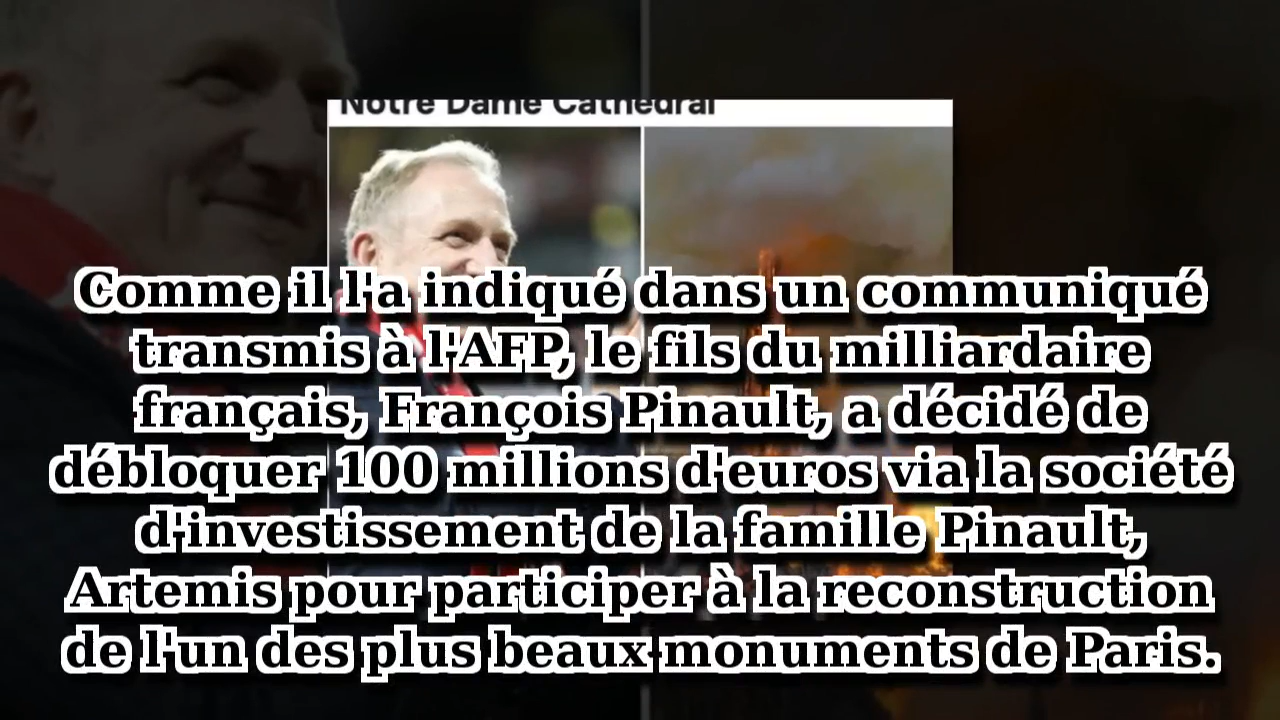 Notre Dame Cathedral
Comme il l'a indiqué dans un communiqué
transmis à l'AFP, le fils du milliardaire
français, François Pinault, a décidé de
débloquer 100 millions d'euros via la société
d'investissement de la famille Pinault,
Artemis pour participer à la reconstruction
de l'un des plus beaux monuments de Paris.